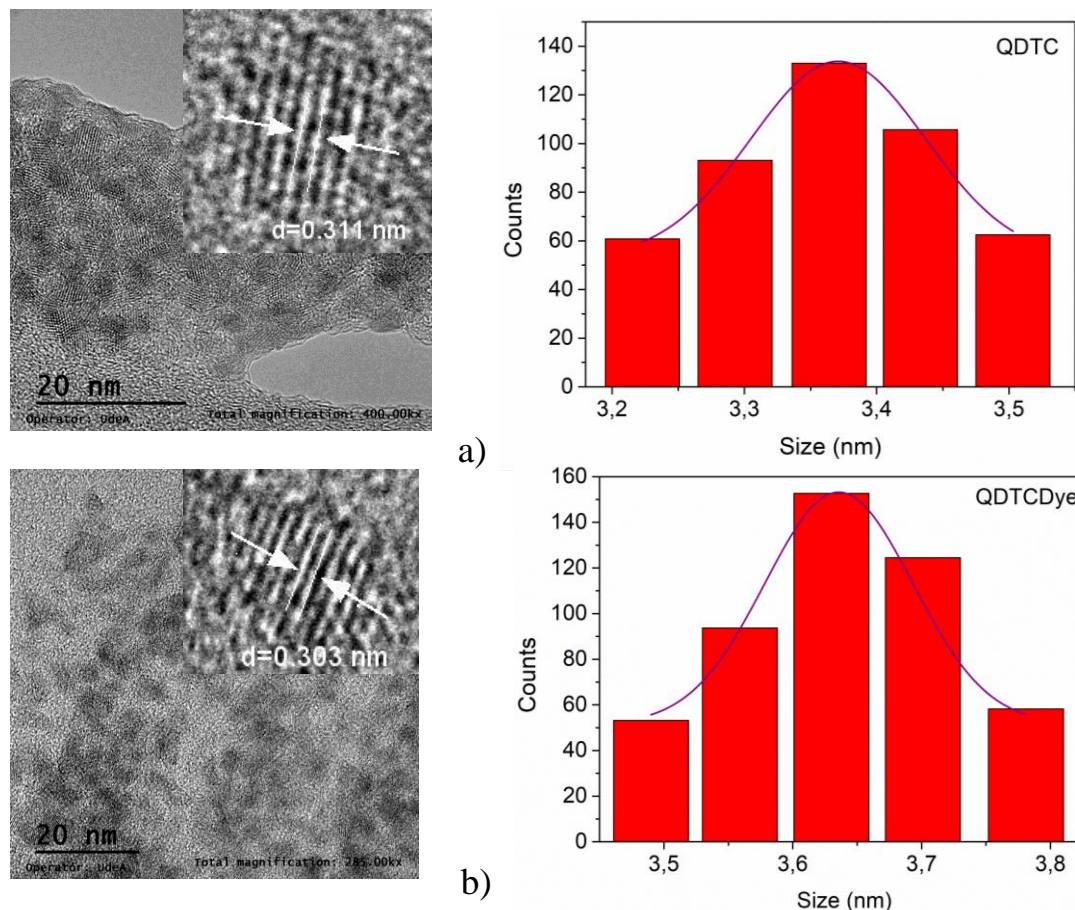 d=0.311 nm
20 nm
Operator: UdeA
Total magnification: 400.00kx
a)
QDTC
Counts
140
120
100
80
60
40
20
0
3,2 3,3 3,4 3,5
Size (nm)
d=0.303 nm
20 nm
Operator: UdeA
Total magnification: 285.00kx
b)
QDTCDye
Counts
160
140
120
100
80
60
40
20
0
3,5 3,6 3,7 3,8
Size (nm)